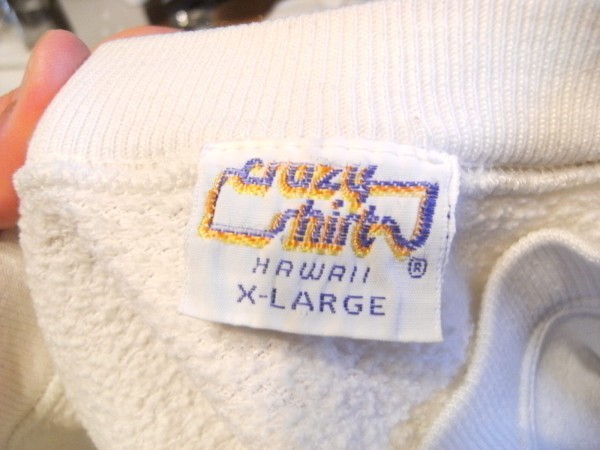 crazy
shirts
HAWAII ®
X-LARGE